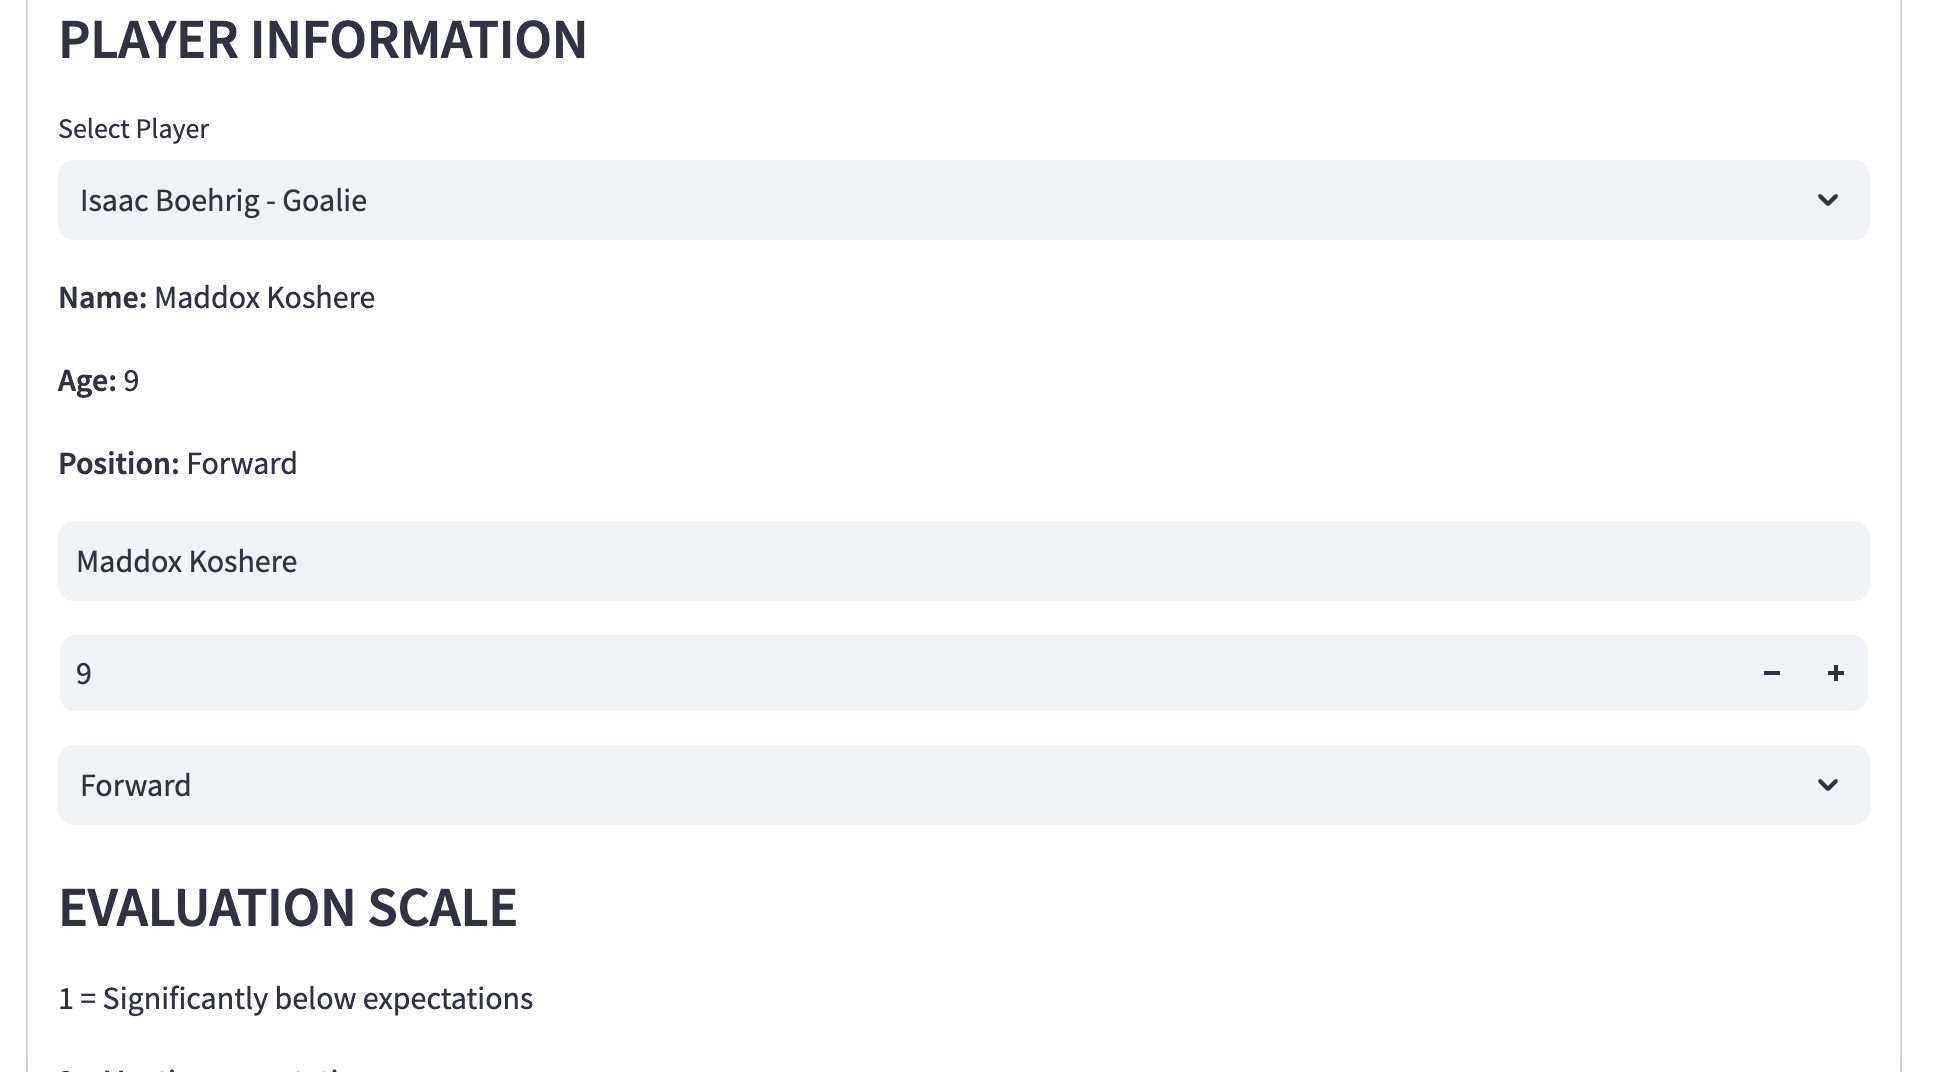 PLAYER INFORMATION
Select Player
Isaac Boehrig - Goalie
Name: Maddox Koshere
Age: 9
Position: Forward
Maddox Koshere
9
Forward
EVALUATION SCALE
1 = Significantly below expectations